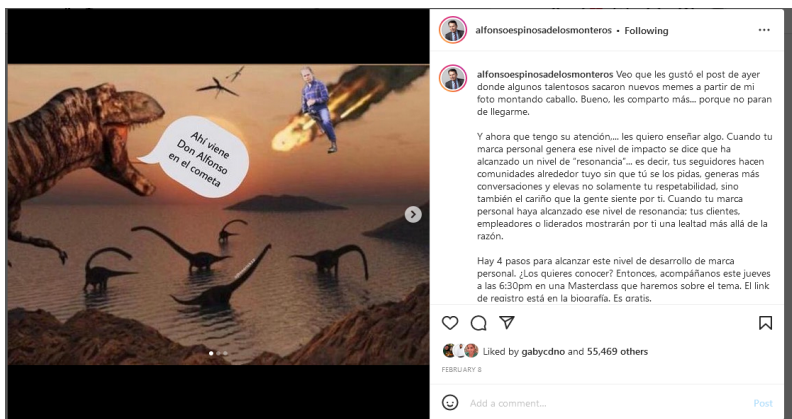 Ahí viene
Don Alfonso
en el cometa
alfonsoespinosadelosmonteros • Following
alfonsoespinosadelosmonteros Veo que les gustó el post de ayer
donde algunos talentosos sacaron nuevos memes a partir de mi
foto montando caballo. Bueno, les comparto más... porque no paran
de llegarme.
Y ahora que tengo su atención,... les quiero enseñar algo. Cuando tu
marca personal genera ese nivel de impacto se dice que ha
alcanzado un nivel de "resonancia"... es decir, tus seguidores hacen
comunidades alrededor tuyo sin que tú se los pidas, generas más
conversaciones y elevas no solamente tu respetabilidad, sino
también el cariño que la gente siente por ti. Cuando tu marca
personal haya alcanzado ese nivel de resonancia; tus clientes,
empleadores o liderados mostrarán por ti una lealtad más allá de la
razón.
Hay 4 pasos para alcanzar este nivel de desarrollo de marca
personal. ¿Los quieres conocer? Entonces, acompáñanos este jueves
a las 6:30pm en una Masterclass que haremos sobre el tema. El link
de registro está en la biografía. Es gratis.
Liked by gabycdno and 55,469 others
FEBRUARY 8
Add a comment...
Post